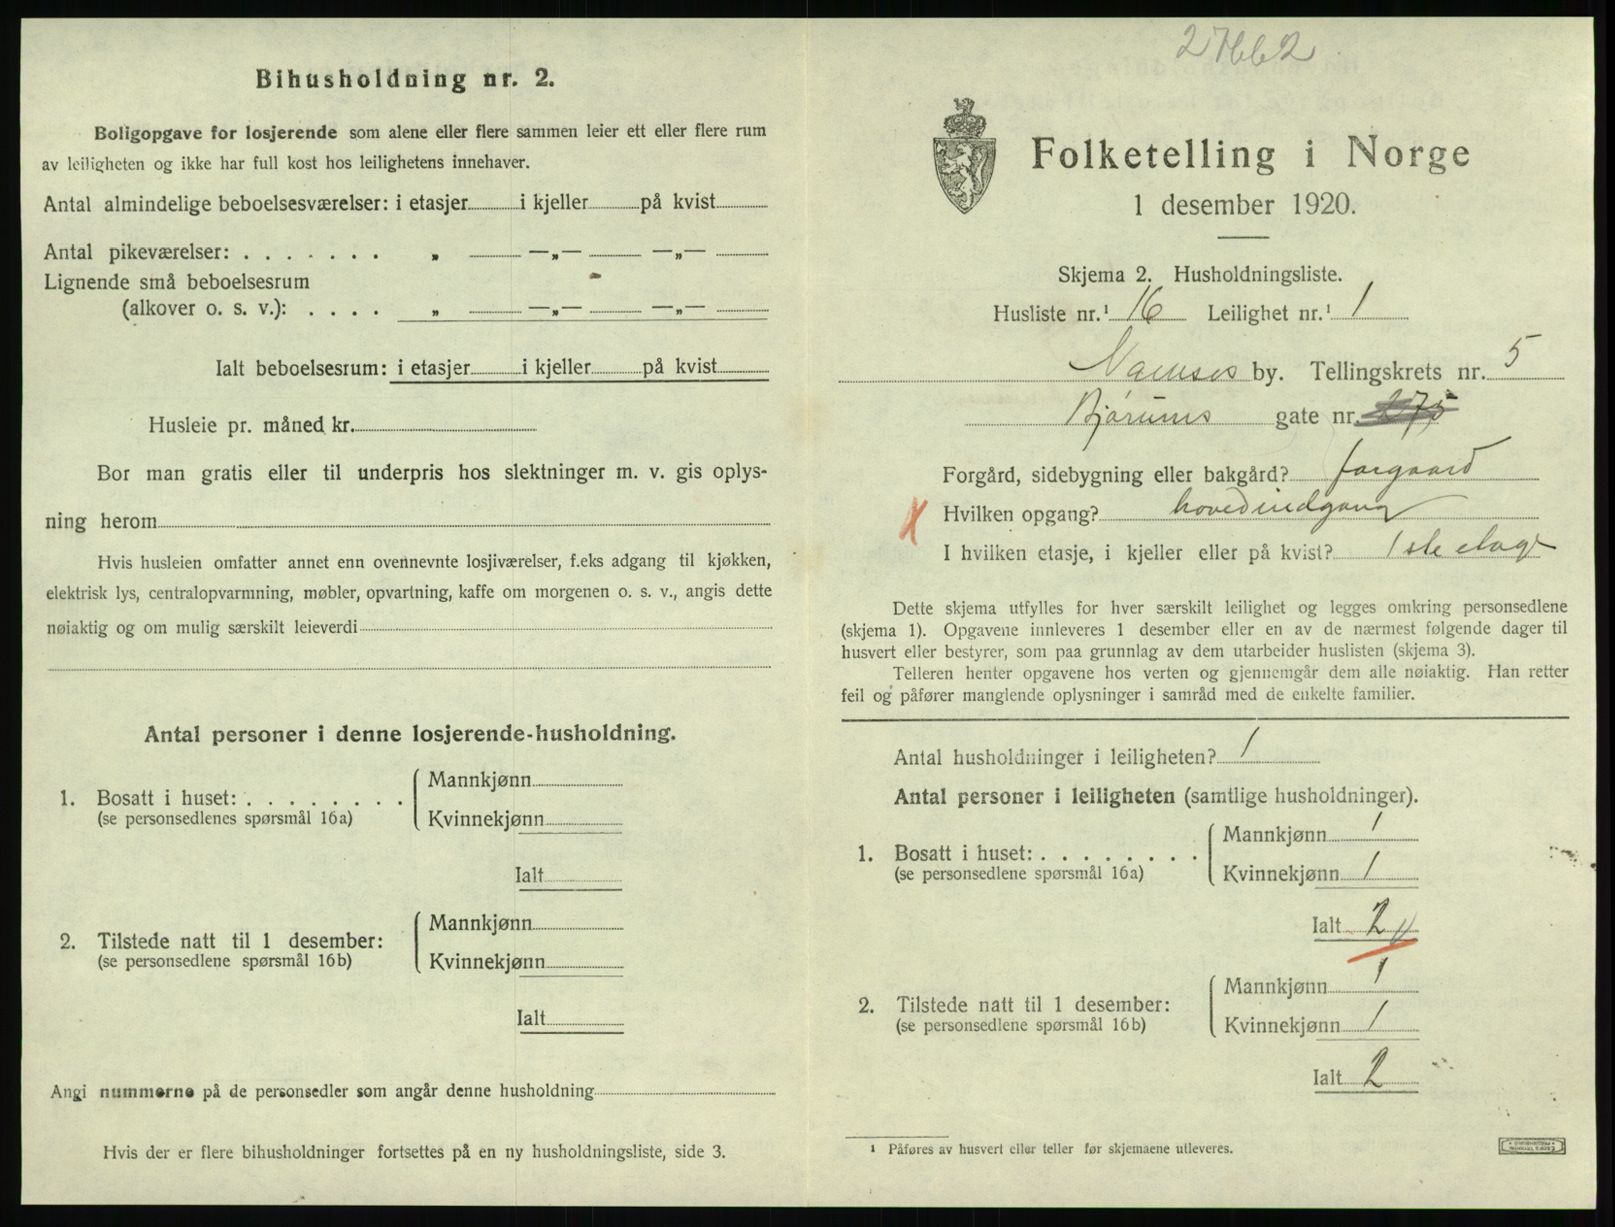 Bihusholdning nr. 2.
Boligopgave for losjerende som alene eller flere sammen leier ett eller flere rum
av leiligheten og ikke har full kost hos leilighetens innehaver.
Antal almindelige beboelsesværelser: i etasjer i kjeller på kvist
Antal pikeværelser: . . . . . . . „ —„— —„—
Lignende små beboelsesrum
(alkover o. s. v.): . . . . „ —„— —„—
Ialt beboelsesrum: i etasjer i kjeller på kvist
Husleie pr. måned kr.
Bor man gratis eller til underpris hos slektninger m. v. gis oplys-
ning herom
Hvis husleien omfatter annet enn ovennevnte losjiværelser, f.eks adgang til kjøkken,
elektrisk lys, centralopvarmning, møbler, opvartning, kaffe om morgenen o. s. v., angis dette
nøiaktig og om mulig særskilt leieverdi
Antal personer i denne losjerende-husholdning.
1. Bosatt i huset: . . . . . . . . Mannkjønn
(se personsedlenes spørsmål 16a) Kvinnekjønn
Ialt
2. Tilstede natt til 1 desember: Mannkjønn
(se personsedlene spørsmål 16b) Kvinnekjønn
Ialt
Angi nummerne på de personsedler som angår denne husholdning
Hvis der er flere bihusholdninger fortsettes på en ny husholdningsliste, side 3.
27662
Folketelling i Norge
1 desember 1920.
Skjema 2. Husholdningsliste.
Husliste nr.¹ 16 Leilighet nr.¹ 1
Namsos by. Tellingskrets nr. 5
Bjørums gate nr.
Forgård, sidebygning eller bakgård? forgaard
X Hvilken opgang? hovedindgang
I hvilken etasje, i kjeller eller på kvist? 1ste etage
Dette skjema utfylles for hver særskilt leilighet og legges omkring personsedlene
(skjema 1). Opgavene innleveres 1 desember eller en av de nærmest følgende dager til
husvert eller bestyrer, som paa grunnlag av dem utarbeider huslisten (skjema 3).
Telleren henter opgavene hos verten og gjennemgår dem alle nøiaktig. Han retter
feil og påfører manglende oplysninger i samråd med de enkelte familier.
Antal husholdninger i leiligheten? 1
Antal personer i leiligheten (samtlige husholdninger).
1. Bosatt i huset: . . . . . . . . Mannkjønn 1
(se personsedlene spørsmål 16a) Kvinnekjønn 1
Ialt 2
2. Tilstede natt til 1 desember: Mannkjønn 1
(se personsedlene spørsmål 16b) Kvinnekjønn 1
Ialt 2
¹ Påføres av husvert eller teller før skjemaene utleveres.